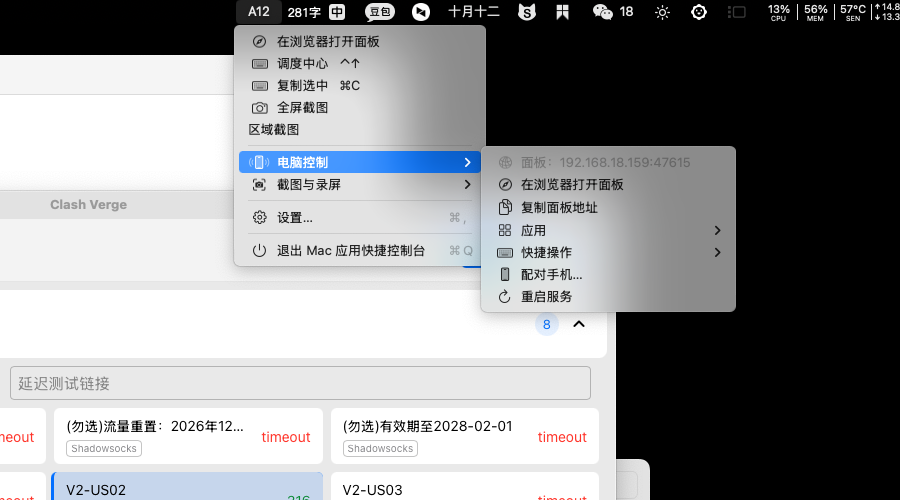 A12 281字 中 豆包 十月十二 18 13% CPU 56% MEM 57°C SEN ↑14.8 ↓13.3
在浏览器打开面板
调度中心 ^↑
复制选中 ⌘C
全屏截图
区域截图
电脑控制
截图与录屏
设置... ⌘,
退出 Mac 应用快捷控制台 ⌘Q
面板：192.168.18.159:47615
在浏览器打开面板
复制面板地址
应用
快捷操作
配对手机...
重启服务
Clash Verge
8
延迟测试链接
(勿选)流量重置：2026年12...
Shadowsocks
timeout
(勿选)有效期至2028-02-01
Shadowsocks
timeout
V2-US02
V2-US03